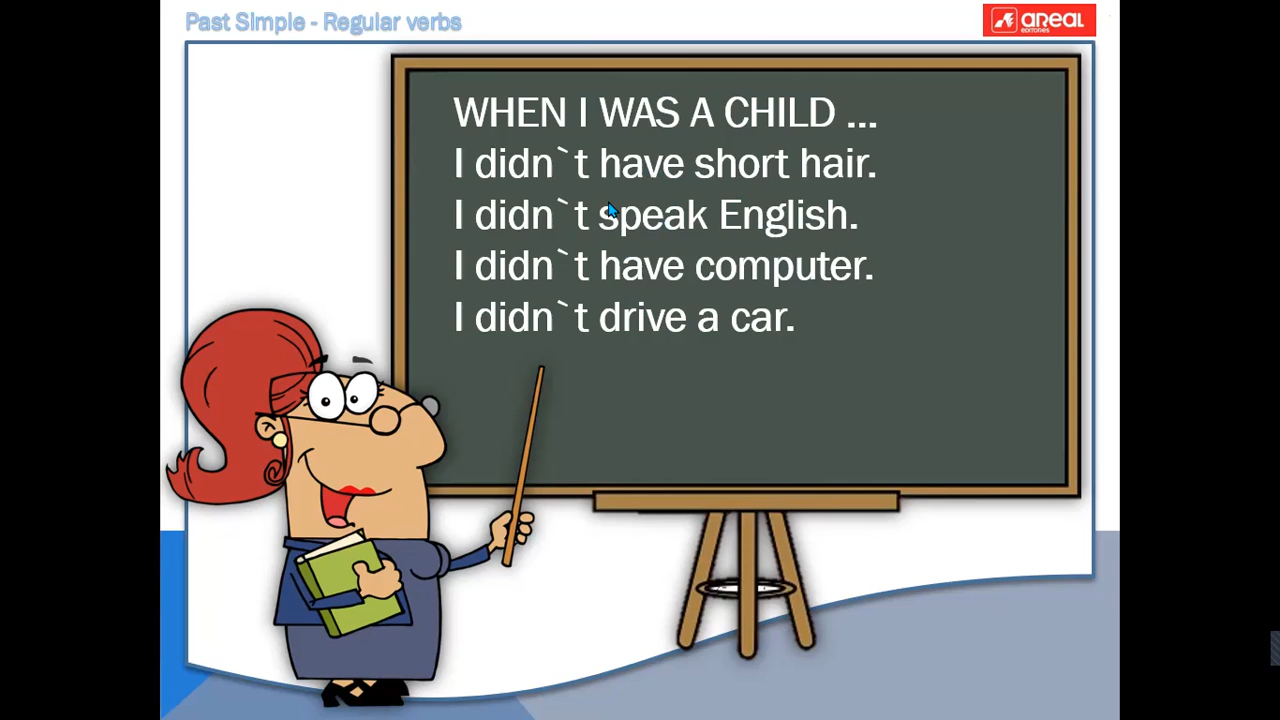 Past Simple - Regular verbs
AREAL
EDITORES
WHEN I WAS A CHILD ...
I didn`t have short hair.
I didn`t speak English.
I didn`t have computer.
I didn`t drive a car.